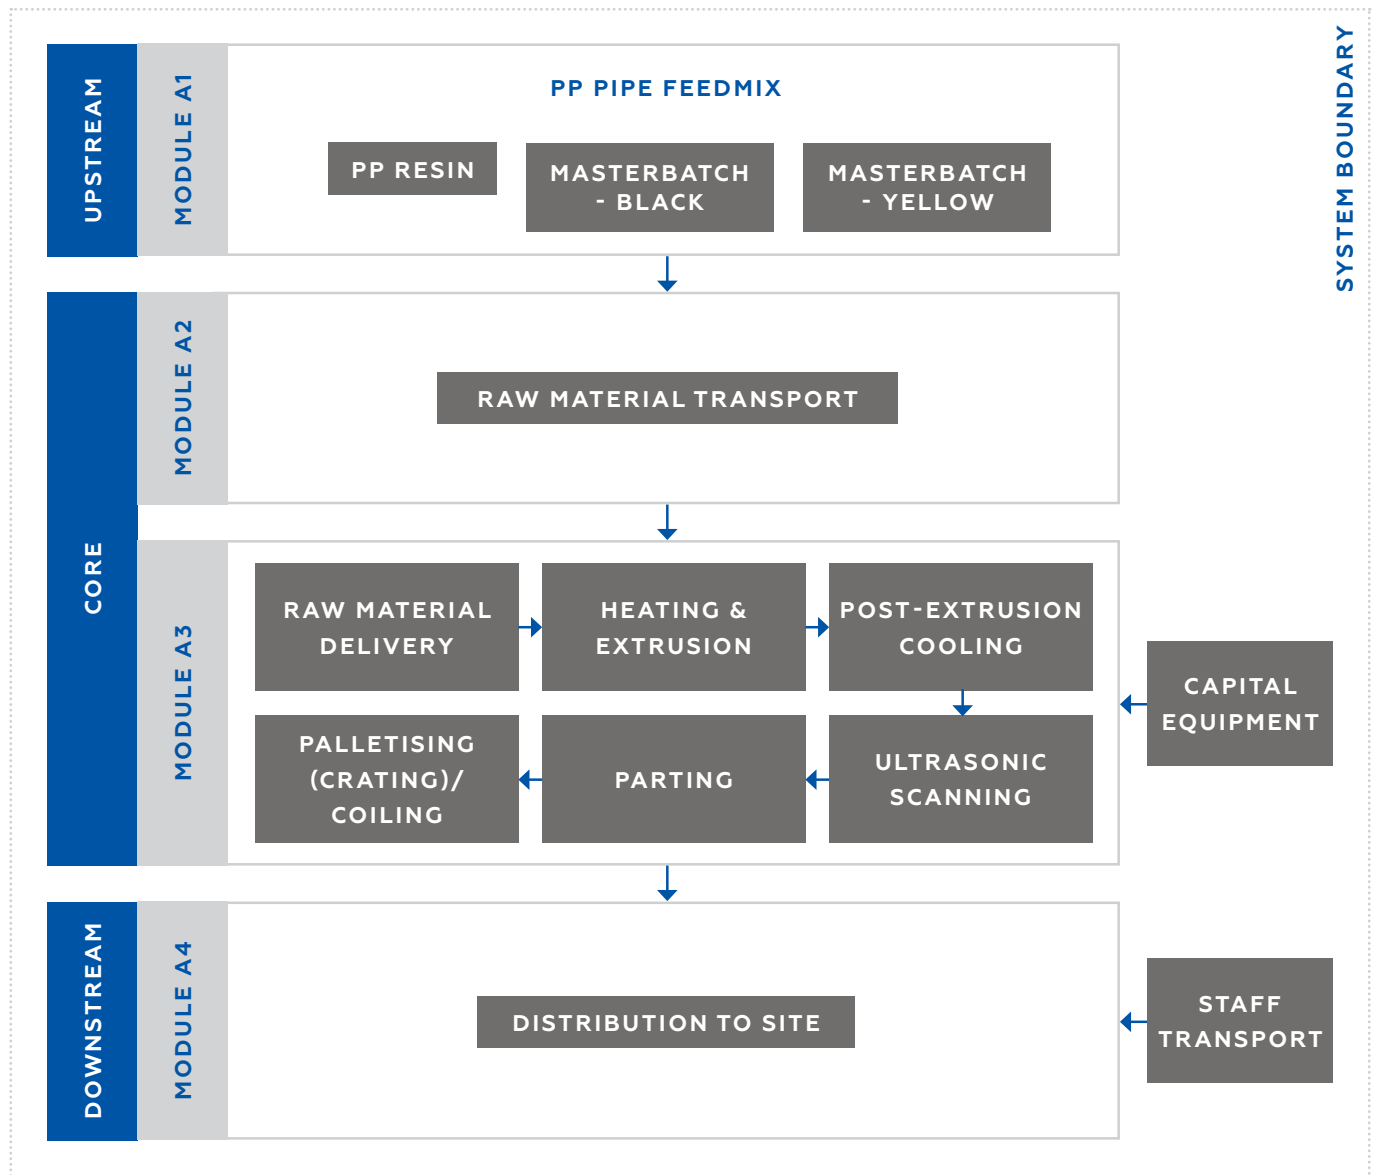 SYSTEM BOUNDARY
UPSTREAM
MODULE A1
PP PIPE FEEDMIX
PP RESIN
MASTERBATCH
- BLACK
MASTERBATCH
- YELLOW
CORE
MODULE A2
RAW MATERIAL TRANSPORT
MODULE A3
RAW MATERIAL
DELIVERY
HEATING &
EXTRUSION
POST-EXTRUSION
COOLING
PALLETISING
(CRATING)/
COILING
PARTING
ULTRASONIC
SCANNING
CAPITAL
EQUIPMENT
DOWNSTREAM
MODULE A4
DISTRIBUTION TO SITE
STAFF
TRANSPORT